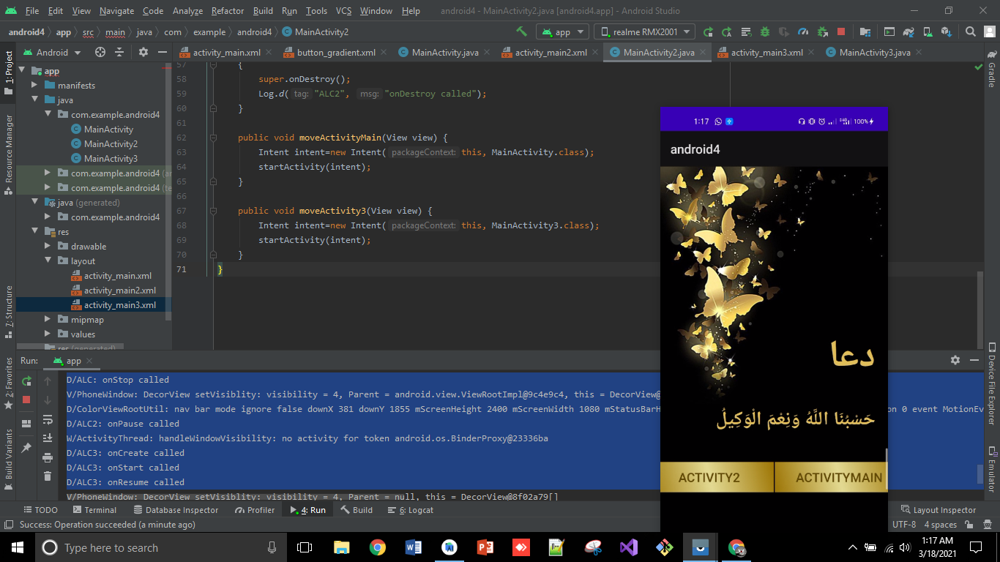 File Edit View Navigate Code Analyze Refactor Build Run Tools VCS Window Help android4 - MainActivity2.java [android4.app] - Android Studio
android4 app src main java com example android4 MainActivity2 app realme RMX2001
1: Project
Resource Manager
7: Structure
2: Favorites
Build Variants
Android
activity_main.xml button_gradient.xml MainActivity.java activity_main2.xml MainActivity2.java activity_main3.xml MainActivity3.java
app
manifests
java
com.example.android4
MainActivity
MainActivity2
MainActivity3
com.example.android4
com.example.android4
java (generated)
com.example.android4
res
drawable
layout
activity_main.xml
activity_main2.xml
activity_main3.xml
mipmap
values
res (generated)
57 {
58 super.onDestroy();
59 Log.d( tag: "ALC2", msg: "onDestroy called");
60 }
61
62 public void moveActivityMain(View view) {
63 Intent intent=new Intent( packageContext: this, MainActivity.class);
64 startActivity(intent);
65 }
66
67 public void moveActivity3(View view) {
68 Intent intent=new Intent( packageContext: this, MainActivity3.class);
69 startActivity(intent);
70 }
71 }
1:17 100%
android4
دعا
حَسْبُنَا اللَّهُ وَنِعْمَ الْوَكِيلُ
ACTIVITY2 ACTIVITYMAIN
Gradle
Device File Explorer
Emulator
Run: app
D/ALC: onStop called
V/PhoneWindow: DecorView setVisiblity: visibility = 4, Parent = android.view.ViewRootImpl@9c4e9c4, this = DecorView@
D/ColorViewRootUtil: nav bar mode ignore false downX 381 downY 1855 mScreenHeight 2400 mScreenWidth 1080 mStatusBarH on 0 event MotionEv
D/ALC2: onPause called
W/ActivityThread: handleWindowVisibility: no activity for token android.os.BinderProxy@23336ba
D/ALC3: onCreate called
D/ALC3: onStart called
D/ALC3: onResume called
V/PhoneWindow: DecorView setVisiblity: visibility = 4, Parent = null, this = DecorView@8f02a79[]
TODO Terminal Database Inspector Profiler 4: Run Build 6: Logcat Layout Inspector
Success: Operation succeeded (a minute ago) UTF-8 4 spaces
Type here to search
1:17 AM
3/18/2021